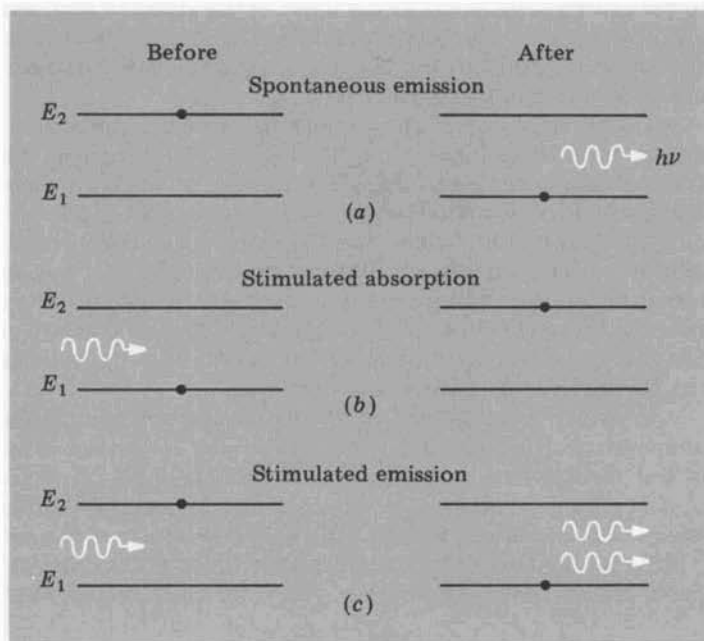 Before After
Spontaneous emission
E₂
hν
E₁
(a)
Stimulated absorption
E₂
E₁
(b)
Stimulated emission
E₂
E₁
(c)